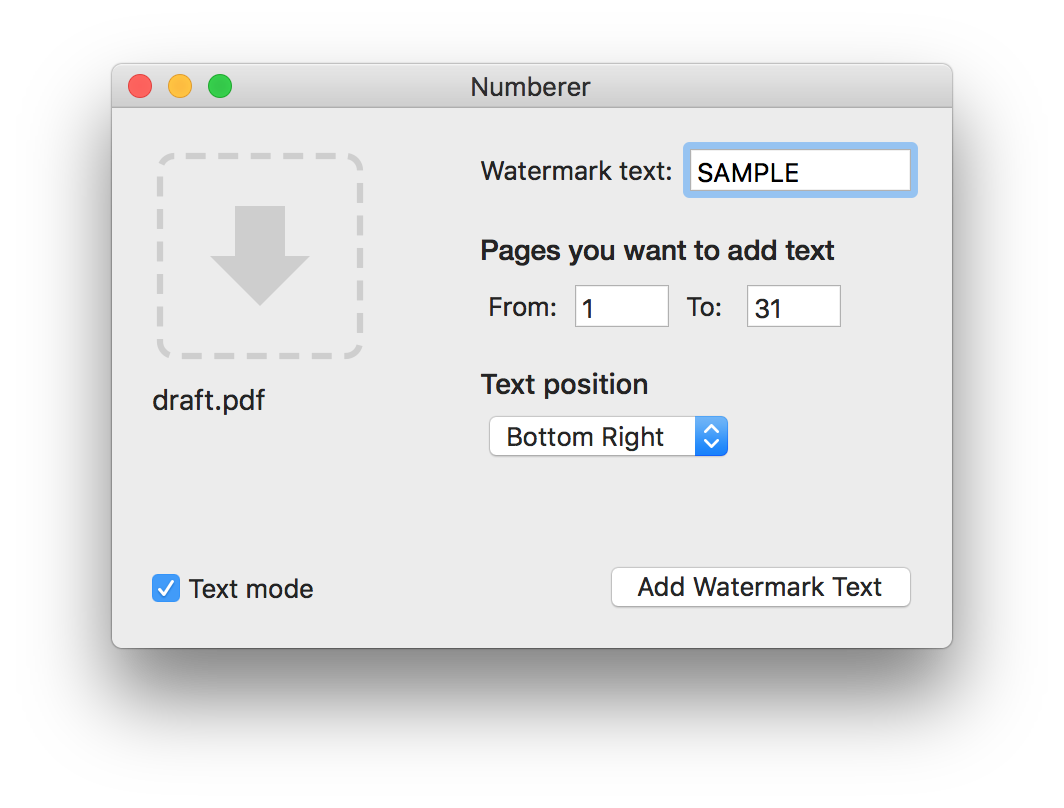 Numberer
Watermark text: SAMPLE
Pages you want to add text
From: 1 To: 31
Text position
draft.pdf
Bottom Right
Text mode
Add Watermark Text